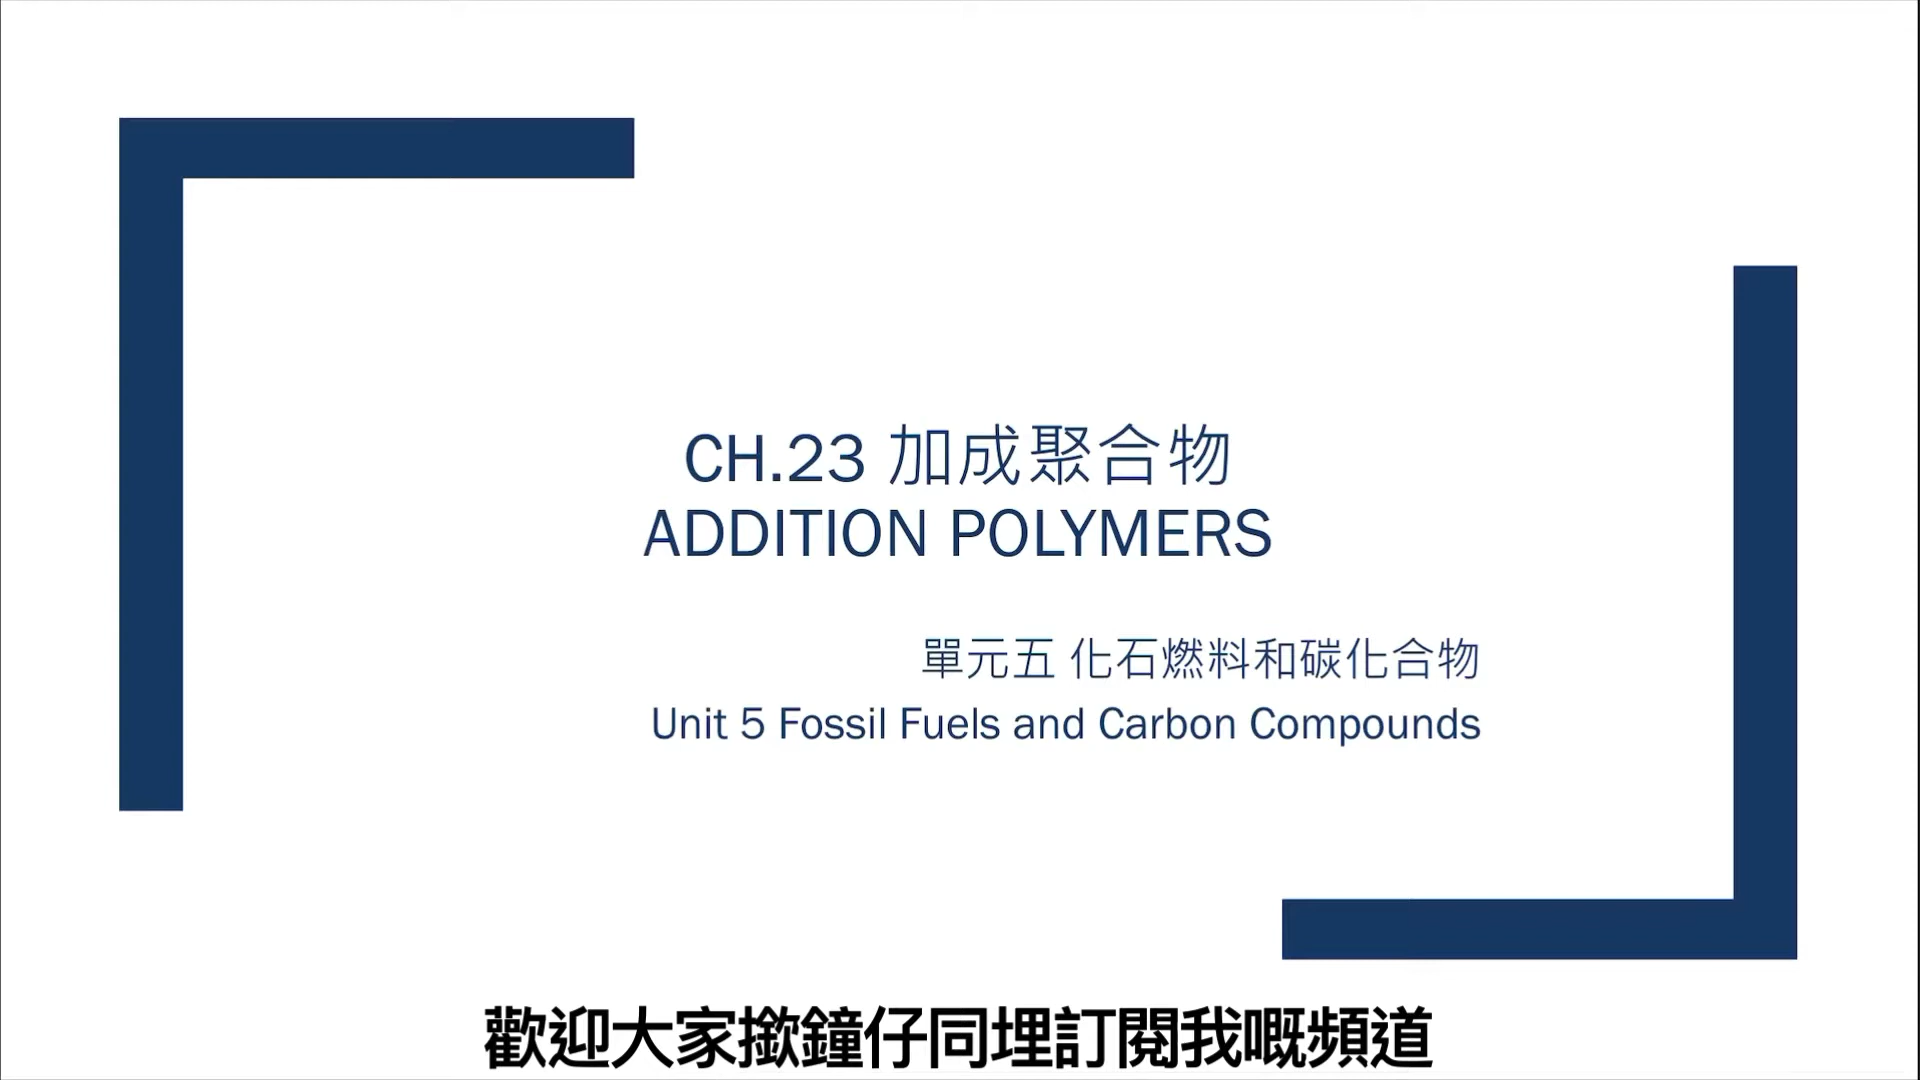 CH.23 加成聚合物
ADDITION POLYMERS
單元五 化石燃料和碳化合物
Unit 5 Fossil Fuels and Carbon Compounds
歡迎大家撳鐘仔同埋訂閱我嘅頻道